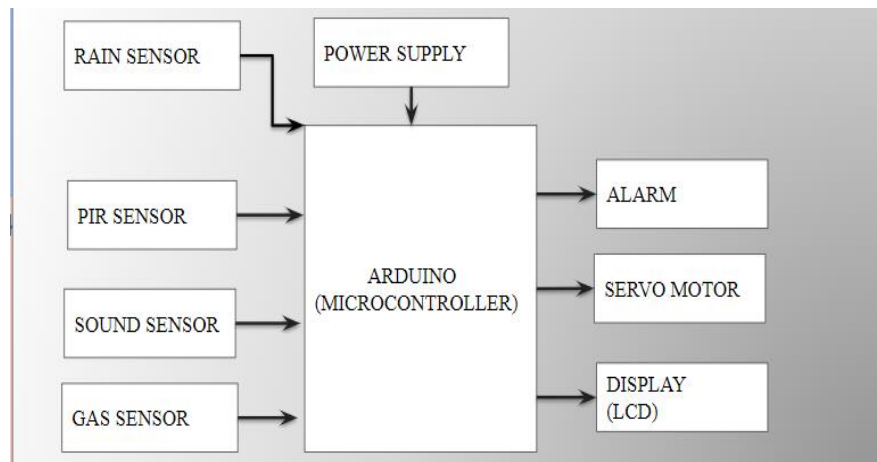 RAIN SENSOR
POWER SUPPLY
PIR SENSOR
SOUND SENSOR
GAS SENSOR
ARDUINO
(MICROCONTROLLER)
ALARM
SERVO MOTOR
DISPLAY
(LCD)